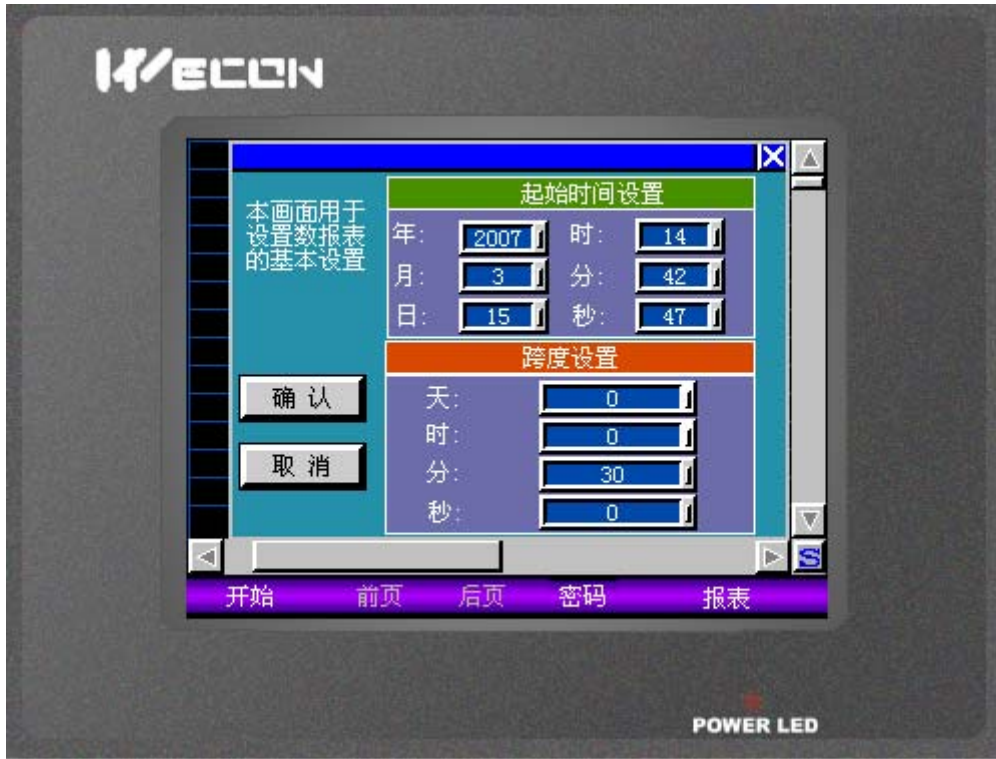 WECON
本画面用于
设置数报表
的基本设置
确 认
取 消
起始时间设置
年: 2007 时: 14
月: 3 分: 42
日: 15 秒: 47
跨度设置
天: 0
时: 0
分: 30
秒: 0
S
开始 前页 后页 密码 报表
POWER LED